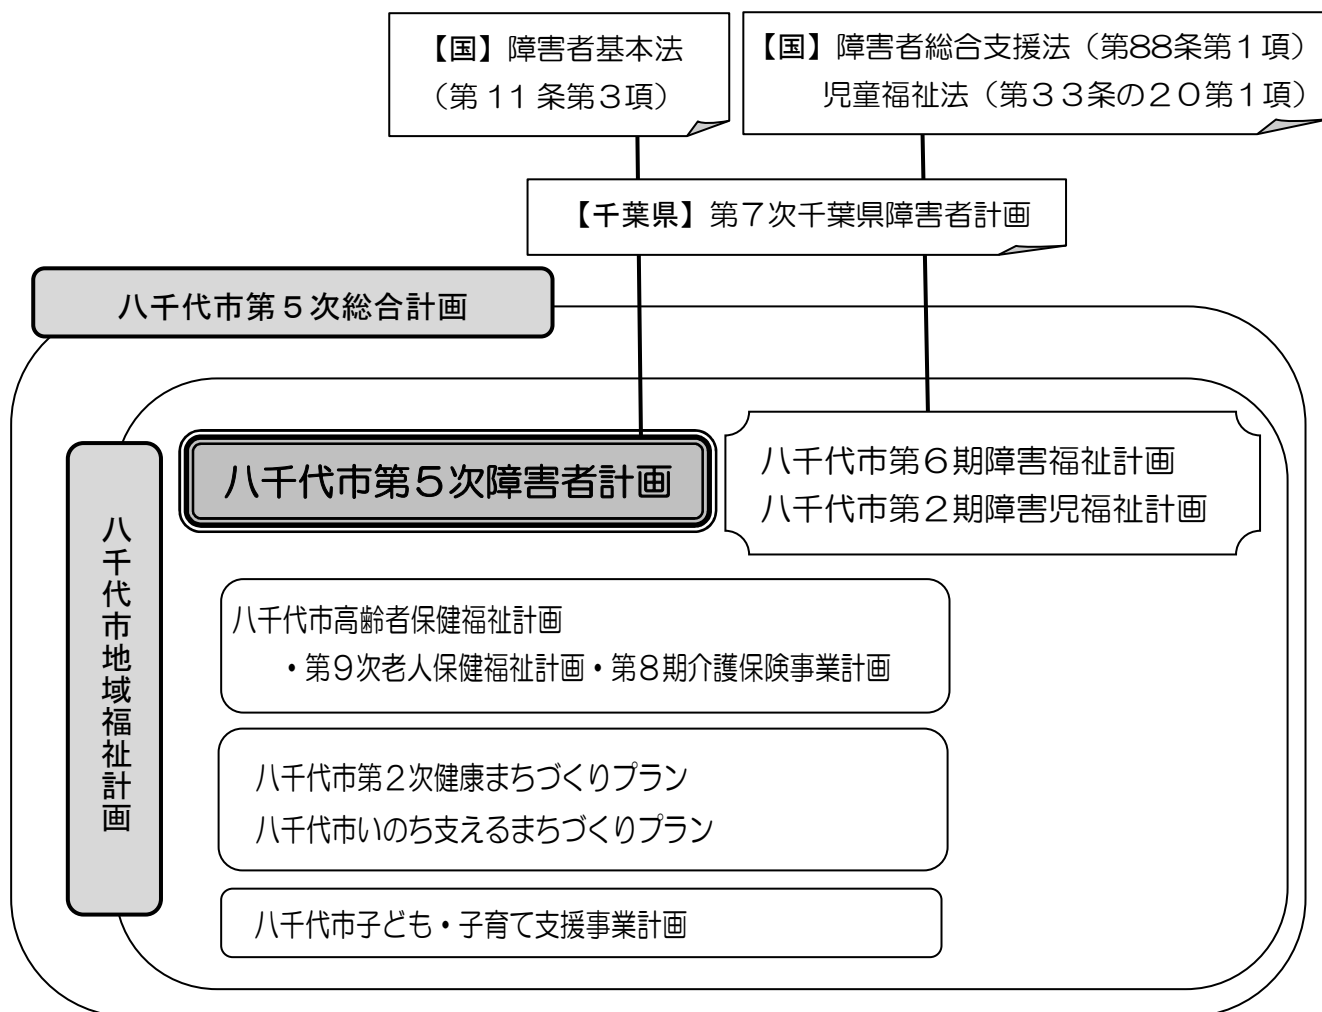 【国】障害者基本法
（第 11 条第３項）
【国】障害者総合支援法（第88条第１項）
児童福祉法（第３３条の２０第１項）
【千葉県】第７次千葉県障害者計画
八千代市第５次総合計画
八千代市地域福祉計画
八千代市第５次障害者計画
八千代市第６期障害福祉計画
八千代市第２期障害児福祉計画
八千代市高齢者保健福祉計画
・第９次老人保健福祉計画・第８期介護保険事業計画
八千代市第２次健康まちづくりプラン
八千代市いのち支えるまちづくりプラン
八千代市子ども・子育て支援事業計画